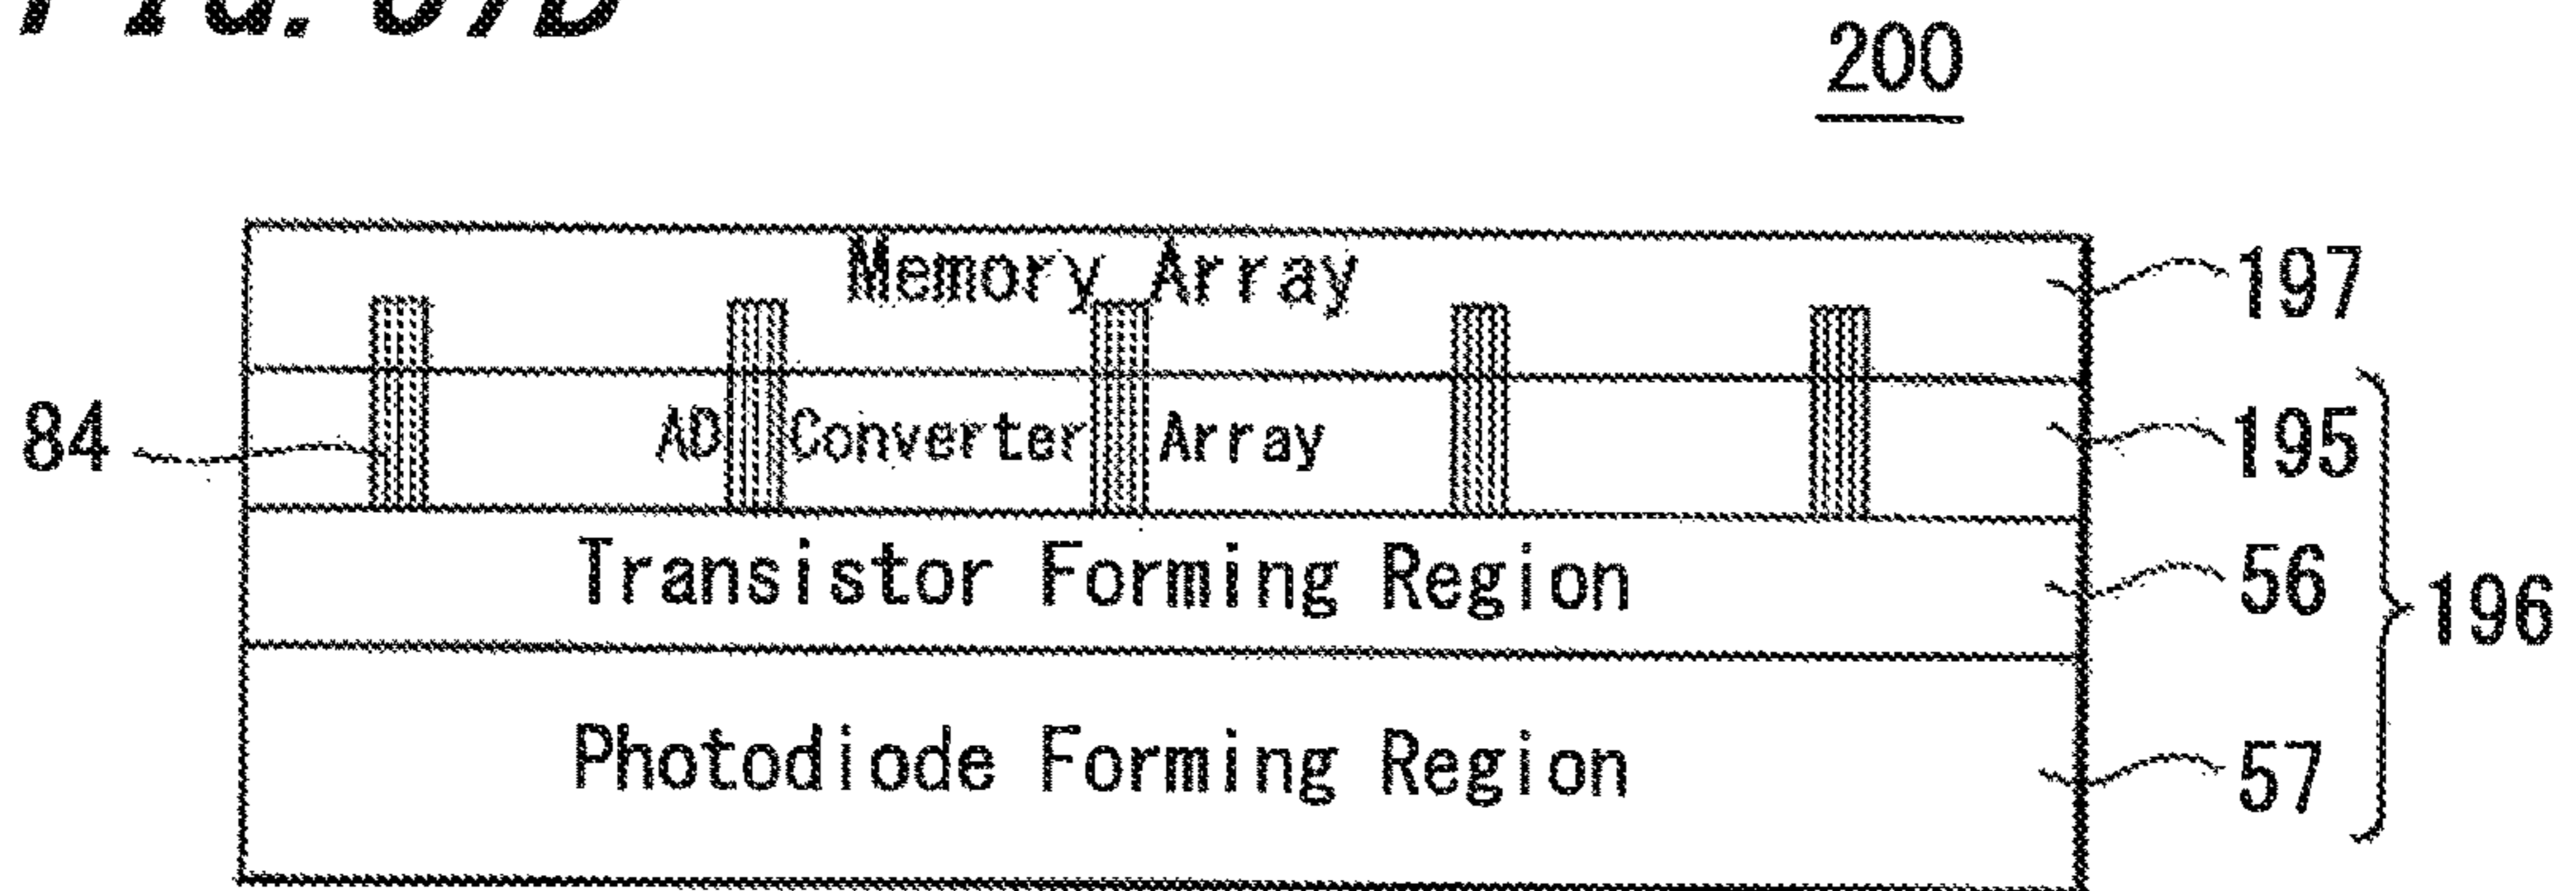 200
Memory Array
197
84
AD Converter Array
195
Transistor Forming Region
56
196
Photodiode Forming Region
57